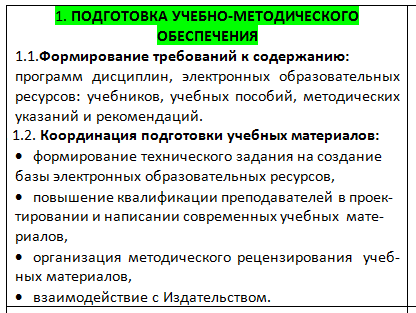 1. ПОДГОТОВКА УЧЕБНО-МЕТОДИЧЕСКОГО
ОБЕСПЕЧЕНИЯ
1.1.Формирование требований к содержанию:
программ дисциплин, электронных образовательных
ресурсов: учебников, учебных пособий, методических
указаний и рекомендаций.
1.2. Координация подготовки учебных материалов:
• формирование технического задания на создание
базы электронных образовательных ресурсов,
• повышение квалификации преподавателей в проек-
тировании и написании современных учебных мате-
риалов,
• организация методического рецензирования учеб-
ных материалов,
• взаимодействие с Издательством.